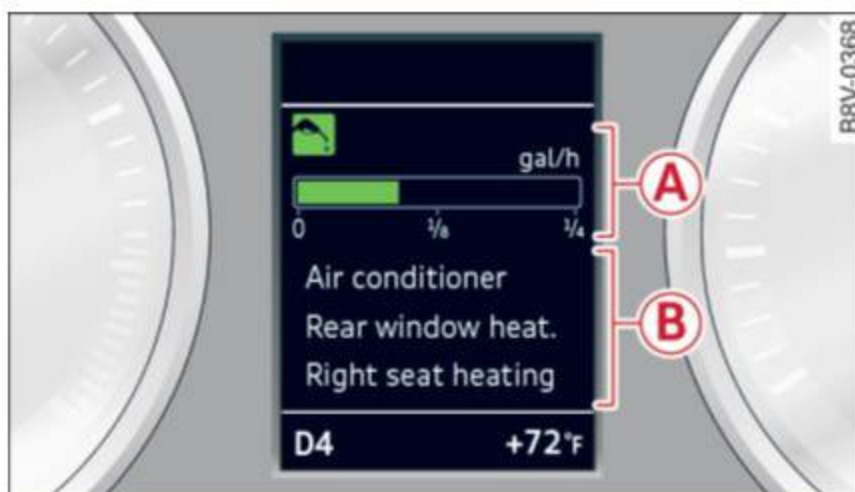 B8V-0368
gal/h
A
0 1/8 1/4
Air conditioner
Rear window heat.
B
Right seat heating
D4 +72°F